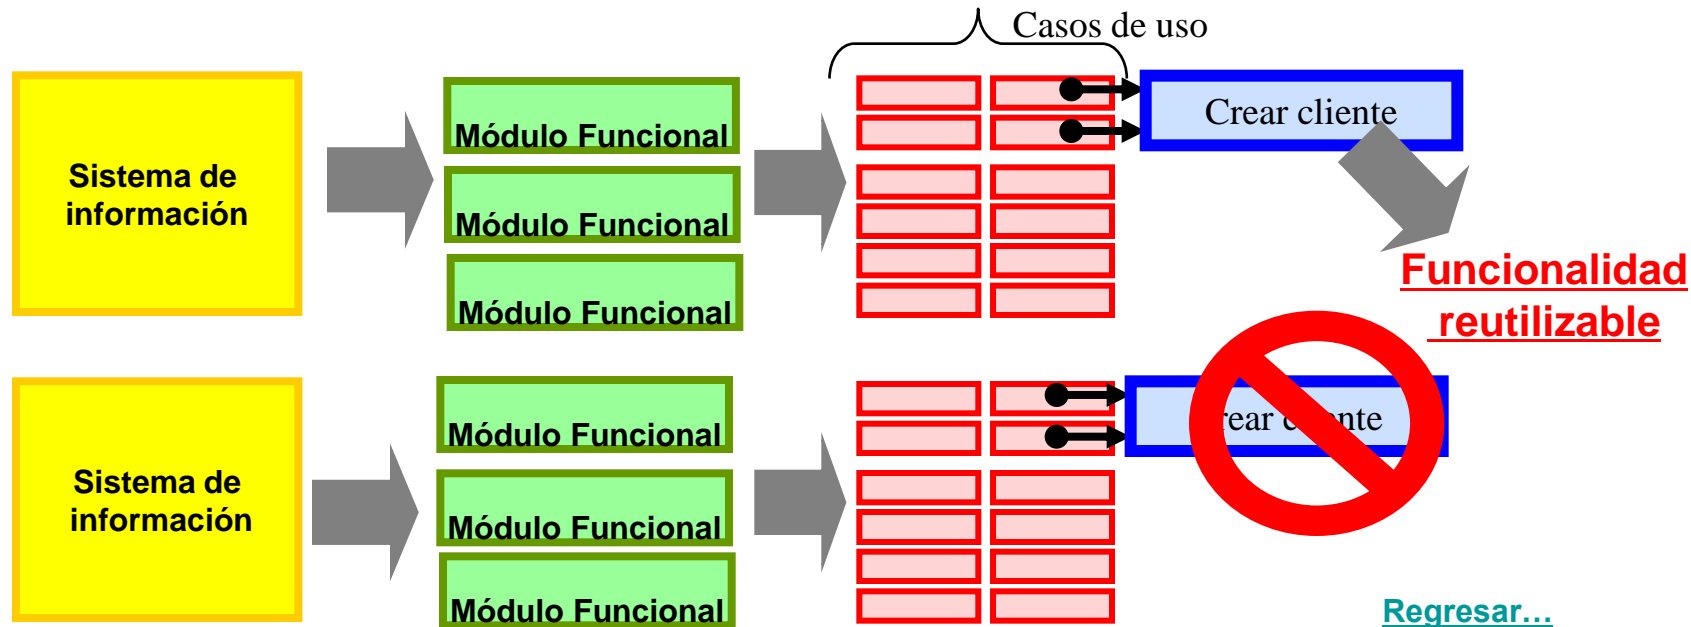 Casos de uso
Sistema de
información
Módulo Funcional
Módulo Funcional
Módulo Funcional
Crear cliente
Funcionalidad
reutilizable
Sistema de
información
Módulo Funcional
Módulo Funcional
Módulo Funcional
Regresar…